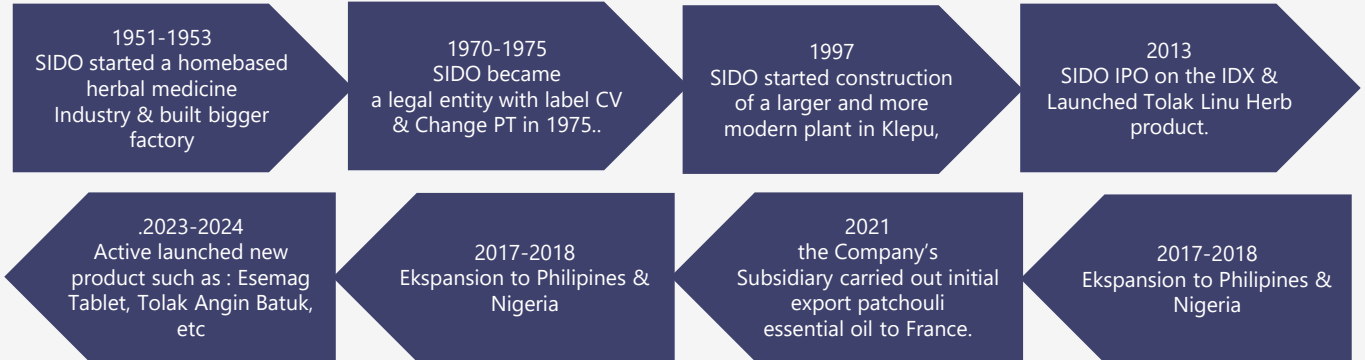 1951-1953
SIDO started a homebased
herbal medicine
Industry & built bigger
factory
1970-1975
SIDO became
a legal entity with label CV
& Change PT in 1975..
1997
SIDO started construction
of a larger and more
modern plant in Klepu,
2013
SIDO IPO on the IDX &
Launched Tolak Linu Herb
product.
2017-2018
Ekspansion to Philipines &
Nigeria
2021
the Company's
Subsidiary carried out initial
export patchouli
essential oil to France.
2017-2018
Ekspansion to Philipines &
Nigeria
.2023-2024
Active launched new
product such as : Esemag
Tablet, Tolak Angin Batuk,
etc